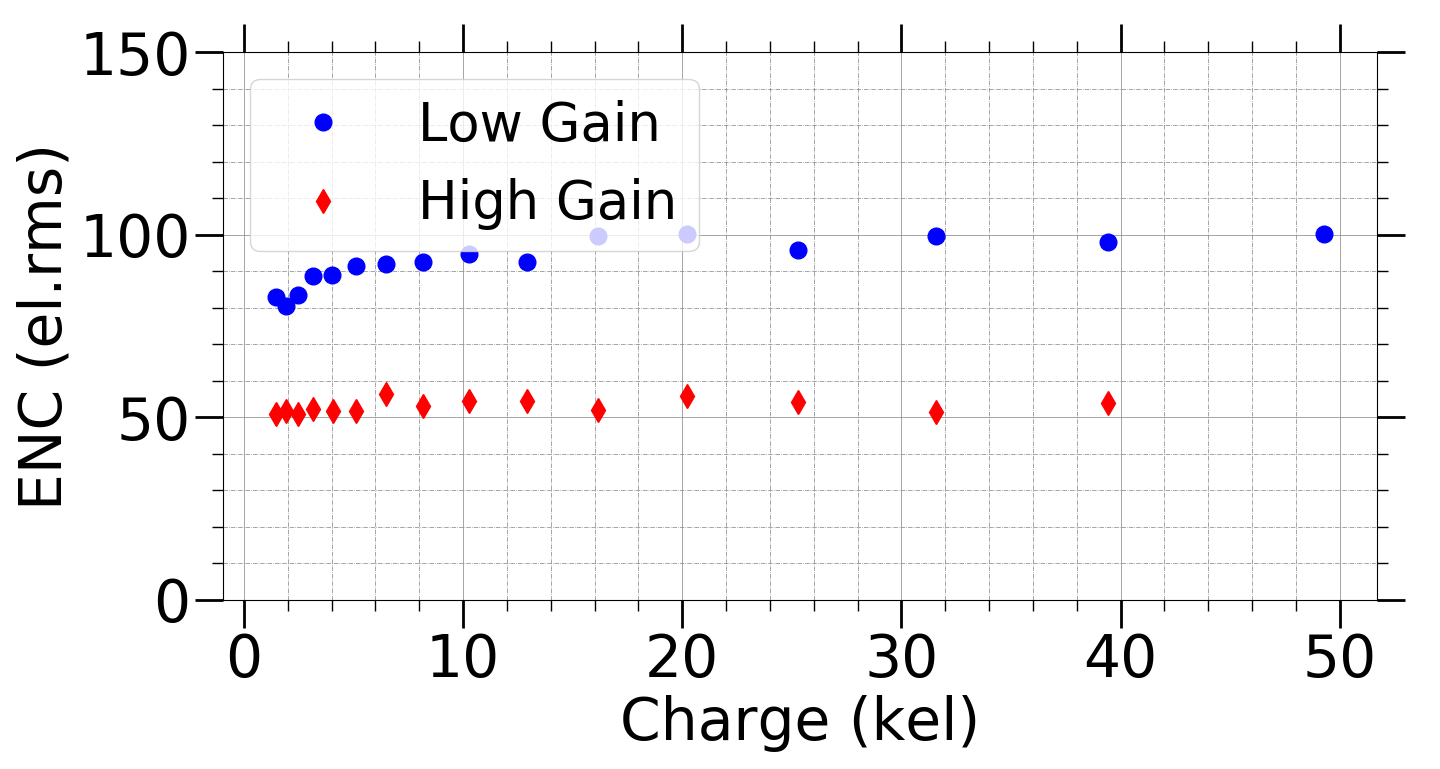 150
100
50
0
ENC (el.rms)
Low Gain
High Gain
0 10 20 30 40 50
Charge (kel)